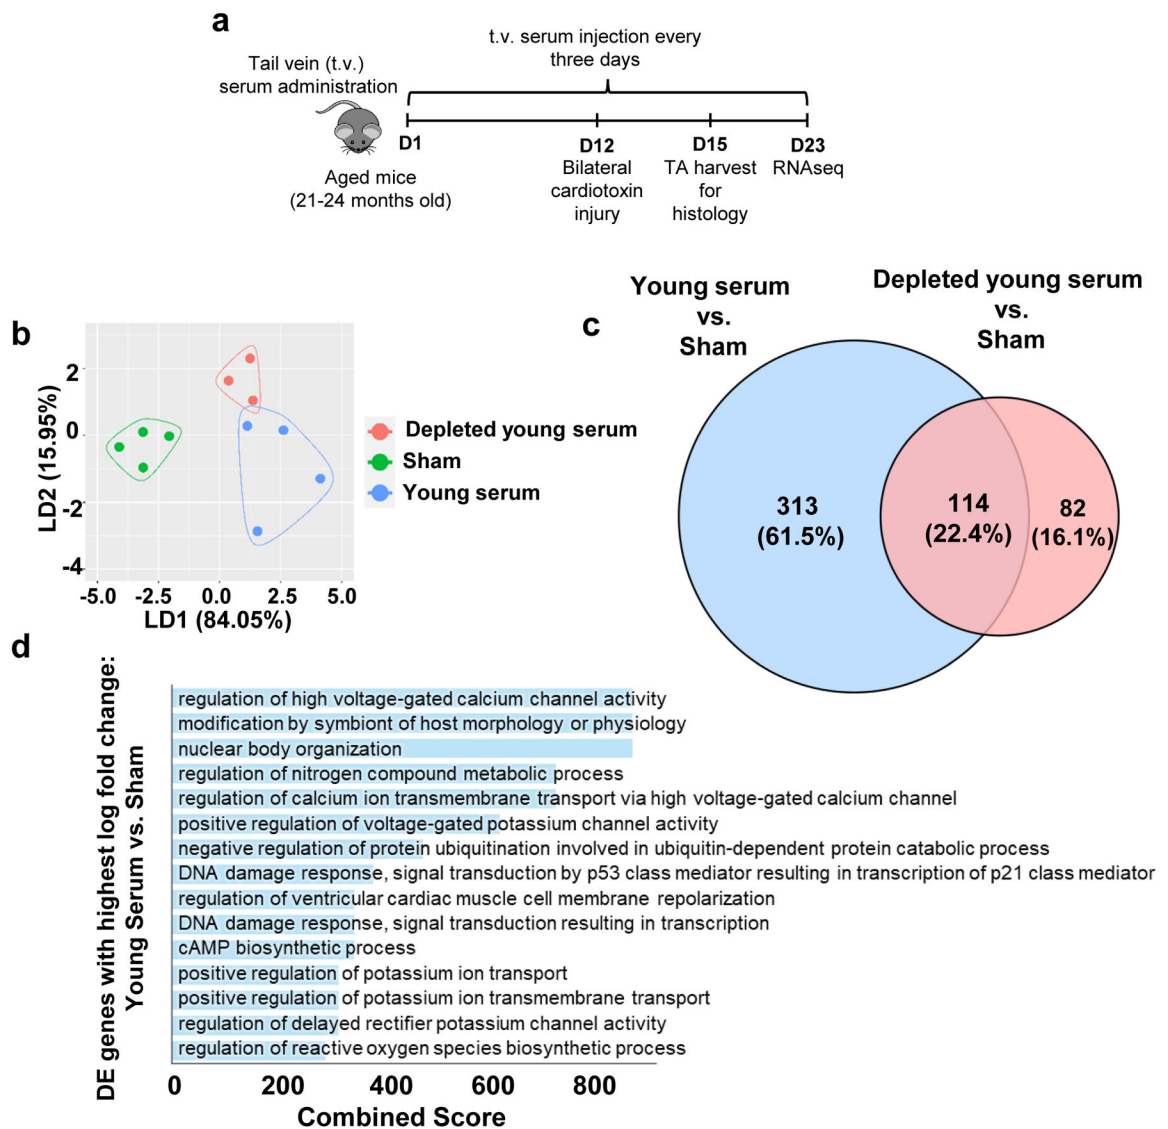 a
Tail vein (t.v.)
serum administration
t.v. serum injection every
three days
D1
D12
D15
D23
Aged mice
(21-24 months old)
Bilateral
cardiotoxin
injury
TA harvest
for
histology
RNAseq
b
LD2 (15.95%)
2
0
-2
-4
-5.0 -2.5 0.0 2.5 5.0
LD1 (84.05%)
Depleted young serum
Sham
Young serum
c
Young serum
vs.
Sham
Depleted young serum
vs.
Sham
313
(61.5%)
114
(22.4%)
82
(16.1%)
d
DE genes with highest log fold change:
Young Serum vs. Sham
regulation of high voltage-gated calcium channel activity
modification by symbiont of host morphology or physiology
nuclear body organization
regulation of nitrogen compound metabolic process
regulation of calcium ion transmembrane transport via high voltage-gated calcium channel
positive regulation of voltage-gated potassium channel activity
negative regulation of protein ubiquitination involved in ubiquitin-dependent protein catabolic process
DNA damage response, signal transduction by p53 class mediator resulting in transcription of p21 class mediator
regulation of ventricular cardiac muscle cell membrane repolarization
DNA damage response, signal transduction resulting in transcription
cAMP biosynthetic process
positive regulation of potassium ion transport
positive regulation of potassium ion transmembrane transport
regulation of delayed rectifier potassium channel activity
regulation of reactive oxygen species biosynthetic process
0 200 400 600 800
Combined Score